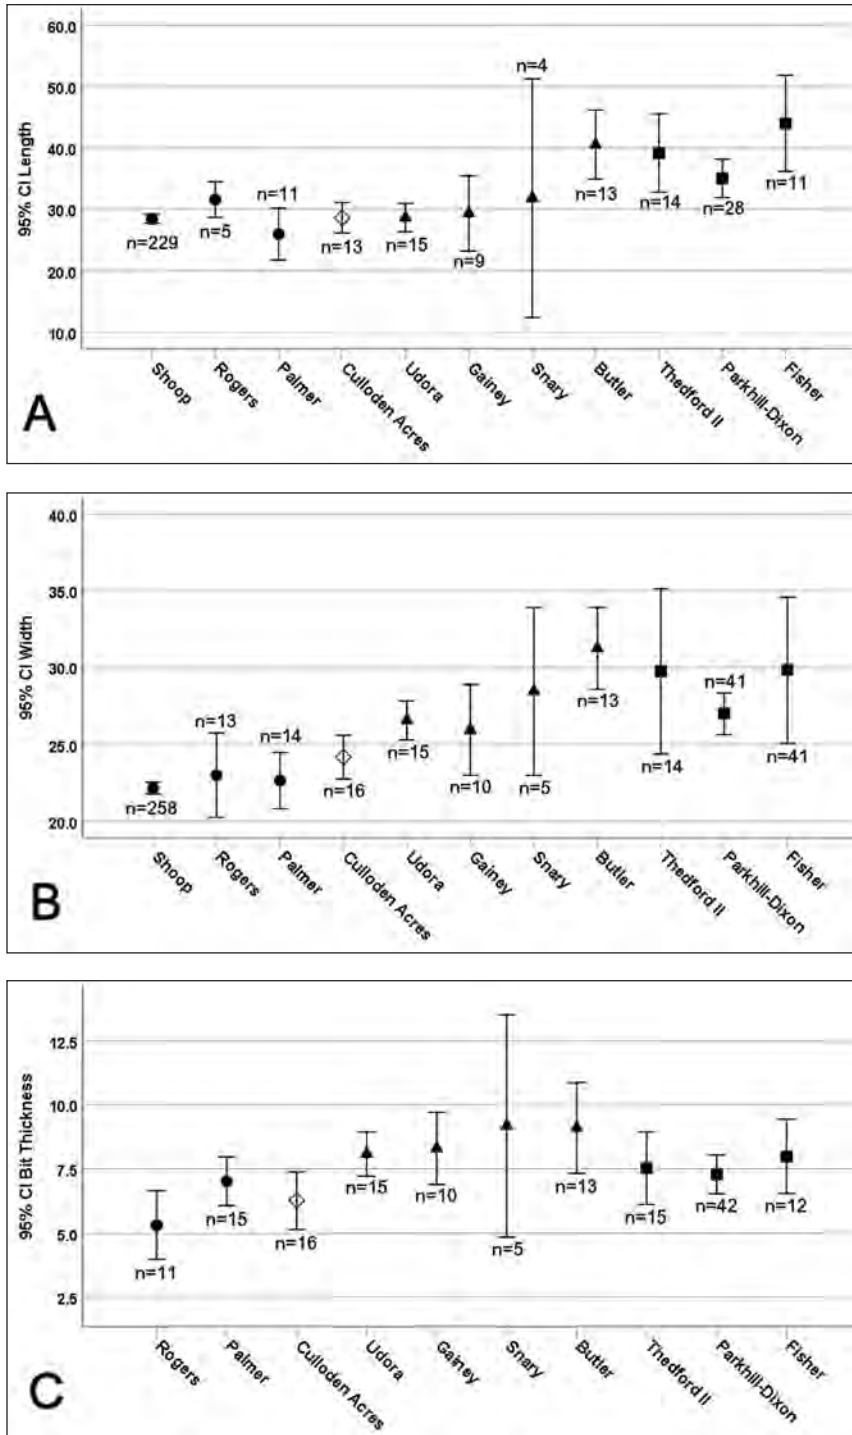 60.0
50.0
40.0
30.0
20.0
10.0
95% CI Length
n=229
n=5
n=11
n=13
n=15
n=9
n=4
n=13
n=14
n=28
n=11
Shoop
Rogers
Palmer
Culloden Acres
Udora
Gainey
Snary
Butler
Thedford II
Parkhill-Dixon
Fisher
A
40.0
35.0
30.0
25.0
20.0
95% CI Width
n=258
n=13
n=14
n=16
n=15
n=10
n=5
n=13
n=14
n=41
n=41
Shoop
Rogers
Palmer
Culloden Acres
Udora
Gainey
Snary
Butler
Thedford II
Parkhill-Dixon
Fisher
B
12.5
10.0
7.5
5.0
2.5
95% CI Bit Thickness
n=11
n=15
n=16
n=15
n=10
n=5
n=13
n=15
n=42
n=12
Rogers
Palmer
Culloden Acres
Udora
Gainey
Snary
Butler
Thedford II
Parkhill-Dixon
Fisher
C